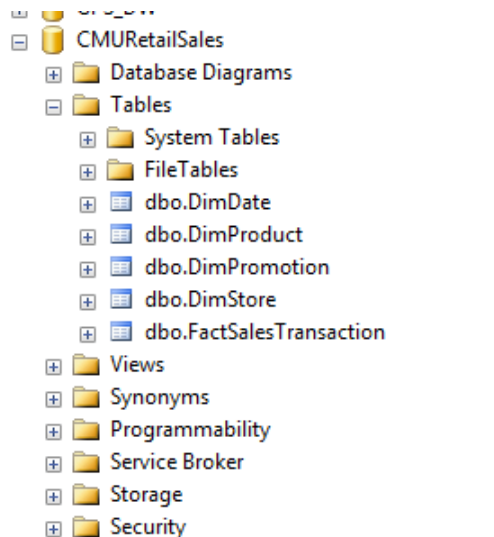 CMURetailSales
Database Diagrams
Tables
System Tables
FileTables
dbo.DimDate
dbo.DimProduct
dbo.DimPromotion
dbo.DimStore
dbo.FactSalesTransaction
Views
Synonyms
Programmability
Service Broker
Storage
Security